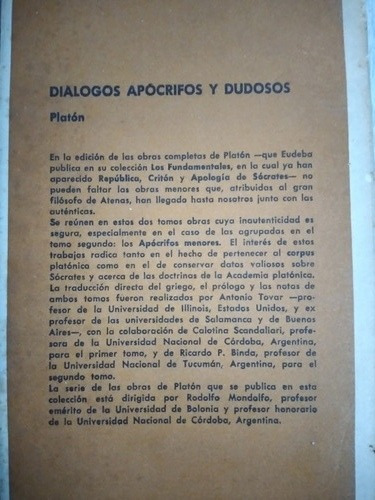 DIALOGOS APÓCRIFOS Y DUDOSOS
Platón
En la edición de las obras completas de Platón —que Eudeba
publica en su colección Los Fundamentales, en la cual ya han
aparecido República, Critón y Apología de Sócrates— no
pueden faltar las obras menores que, atribuidas al gran
filósofo de Atenas, han llegado hasta nosotros junto con las
auténticas.
Se reúnen en estos dos tomos obras cuya inautenticidad es
segura, especialmente en el caso de las agrupadas en el
tomo segundo: los Apócrifos menores. El interés de estos
trabajos radica tanto en el hecho de pertenecer al corpus
platónico como en el de conservar datos valiosos sobre
Sócrates y acerca de las doctrinas de la Academia platónica.
La traducción directa del griego, el prólogo y las notas de
ambos tomos fueron realizados por Antonio Tovar —profe-
sor de la Universidad de Illinois, Estados Unidos, y ex
profesor de las universidades de Salamanca y de Buenos
Aires—, con la colaboración de Calotina Scandaliari, profe-
sora de la Universidad Nacional de Córdoba, Argentina,
para el primer tomo, y de Ricardo P. Binda, profesor de
la Universidad Nacional de Tucumán, Argentina, para el
segundo tomo.
La serie de las obras de Platón que se publica en esta
colección está dirigida por Rodolfo Mondolfo, profesor
emérito de la Universidad de Bolonia y profesor honorario
de la Universidad Nacional de Córdoba, Argentina.